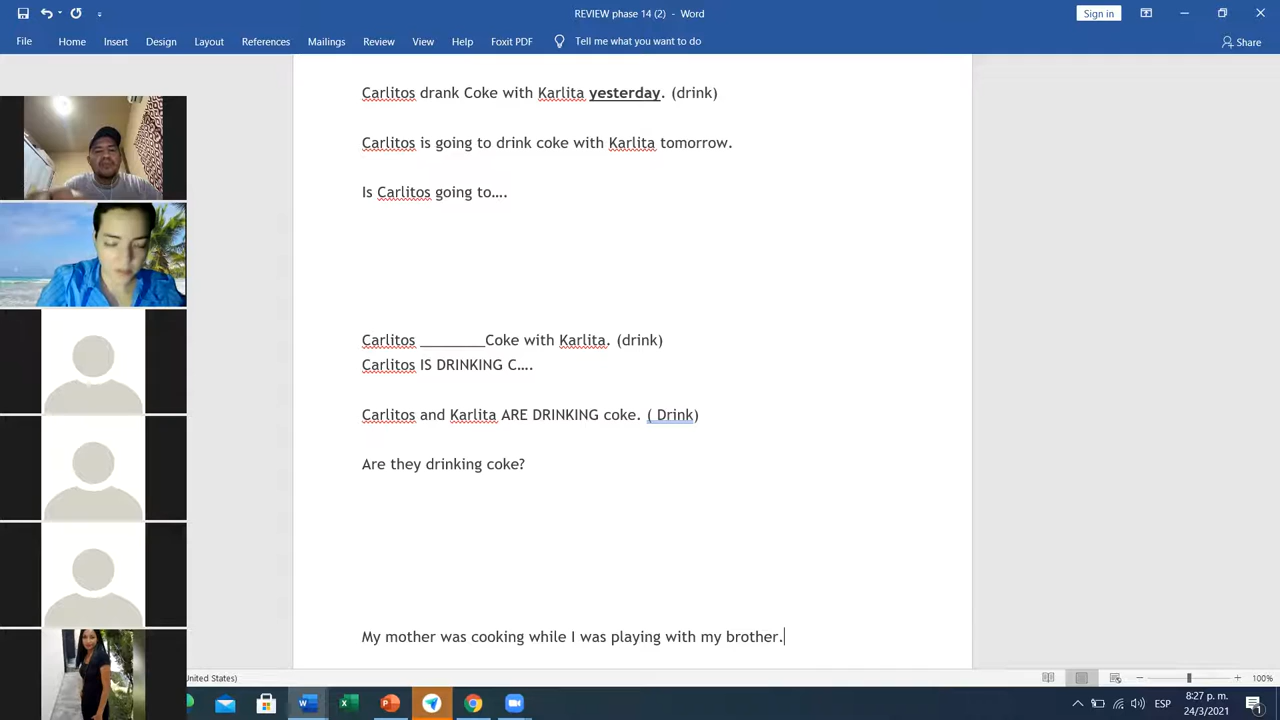 REVIEW phase 14 (2) - Word
Sign in
File Home Insert Design Layout References Mailings Review View Help Foxit PDF Tell me what you want to do Share
Carlitos drank Coke with Karlita yesterday. (drink)
Carlitos is going to drink coke with Karlita tomorrow.
Is Carlitos going to….
Carlitos ________Coke with Karlita. (drink)
Carlitos IS DRINKING C….
Carlitos and Karlita ARE DRINKING coke. ( Drink)
Are they drinking coke?
My mother was cooking while I was playing with my brother.
United States)
100%
ESP
8:27 p. m.
24/3/2021